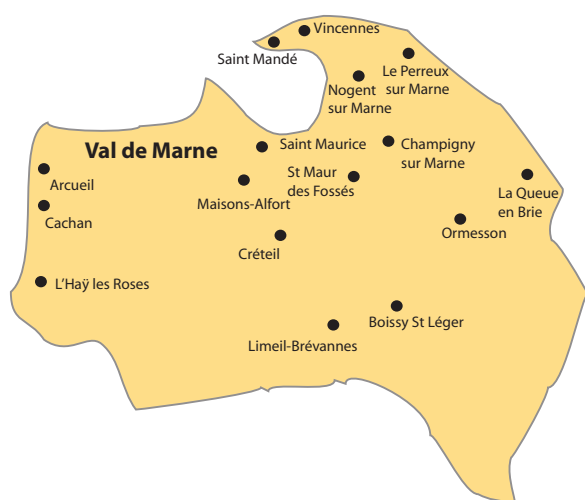 Vincennes
Saint Mandé
Le Perreux
sur Marne
Nogent
sur Marne
Val de Marne
Saint Maurice
Champigny
sur Marne
St Maur
des Fossés
Arcueil
Maisons-Alfort
La Queue
en Brie
Cachan
Ormesson
Créteil
L'Haÿ les Roses
Boissy St Léger
Limeil-Brévannes